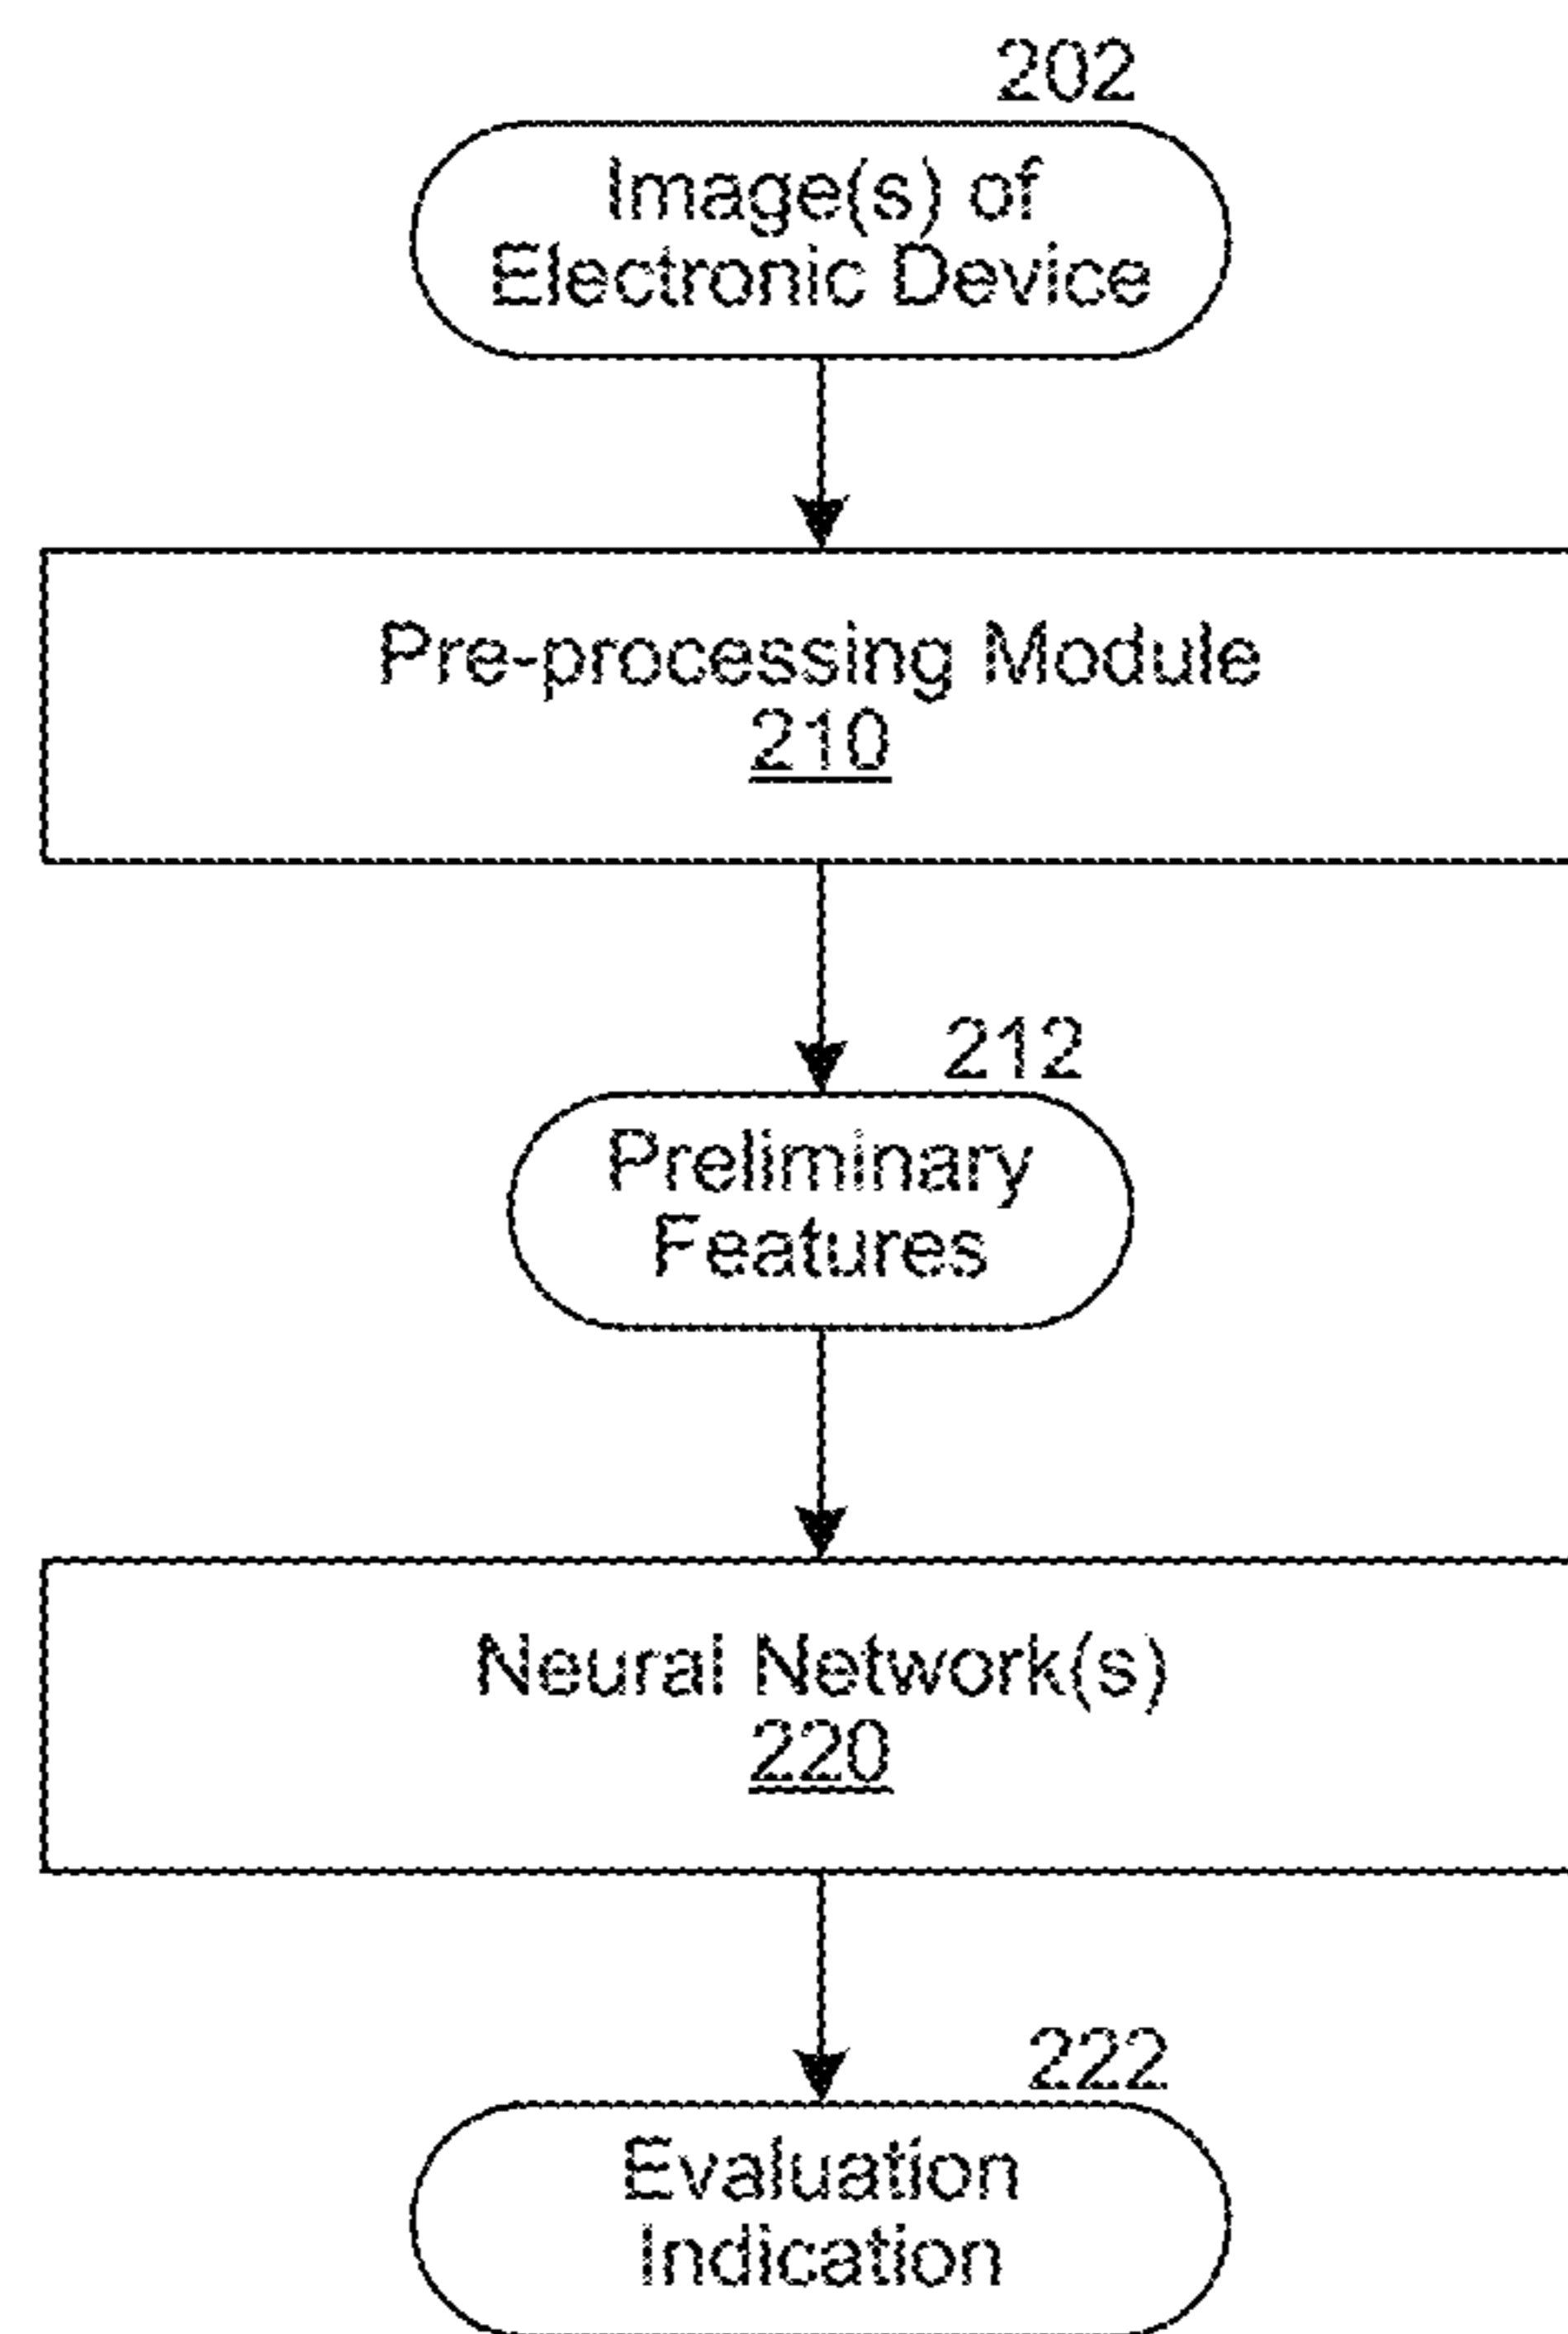 202
Image(s) of
Electronic Device
Pre-processing Module
210
212
Preliminary
Features
Neural Network(s)
220
222
Evaluation
Indication